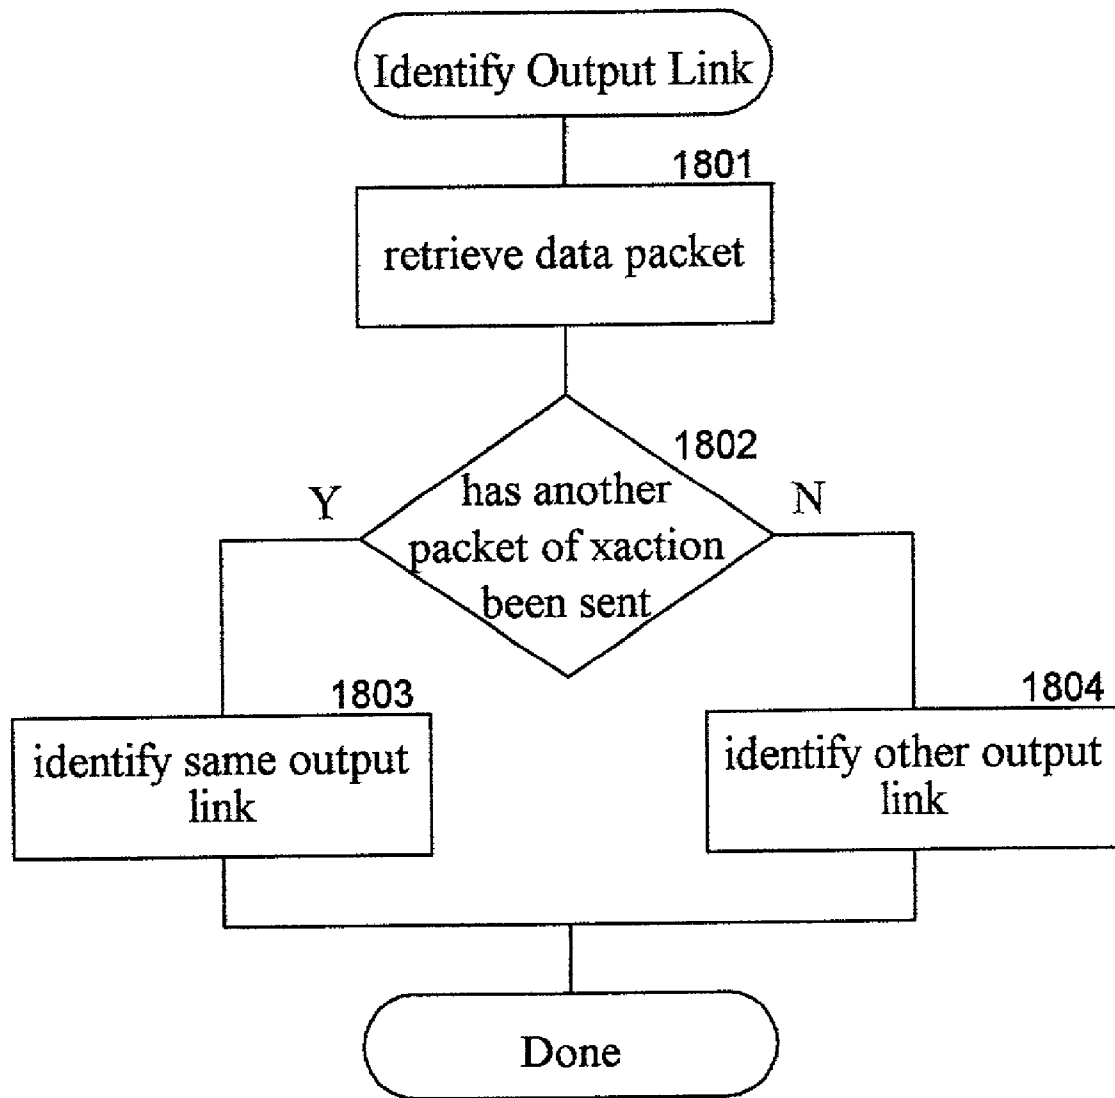 Identify Output Link
1801
retrieve data packet
1802
has another
packet of xaction
been sent
Y
N
1803
identify same output
link
1804
identify other output
link
Done